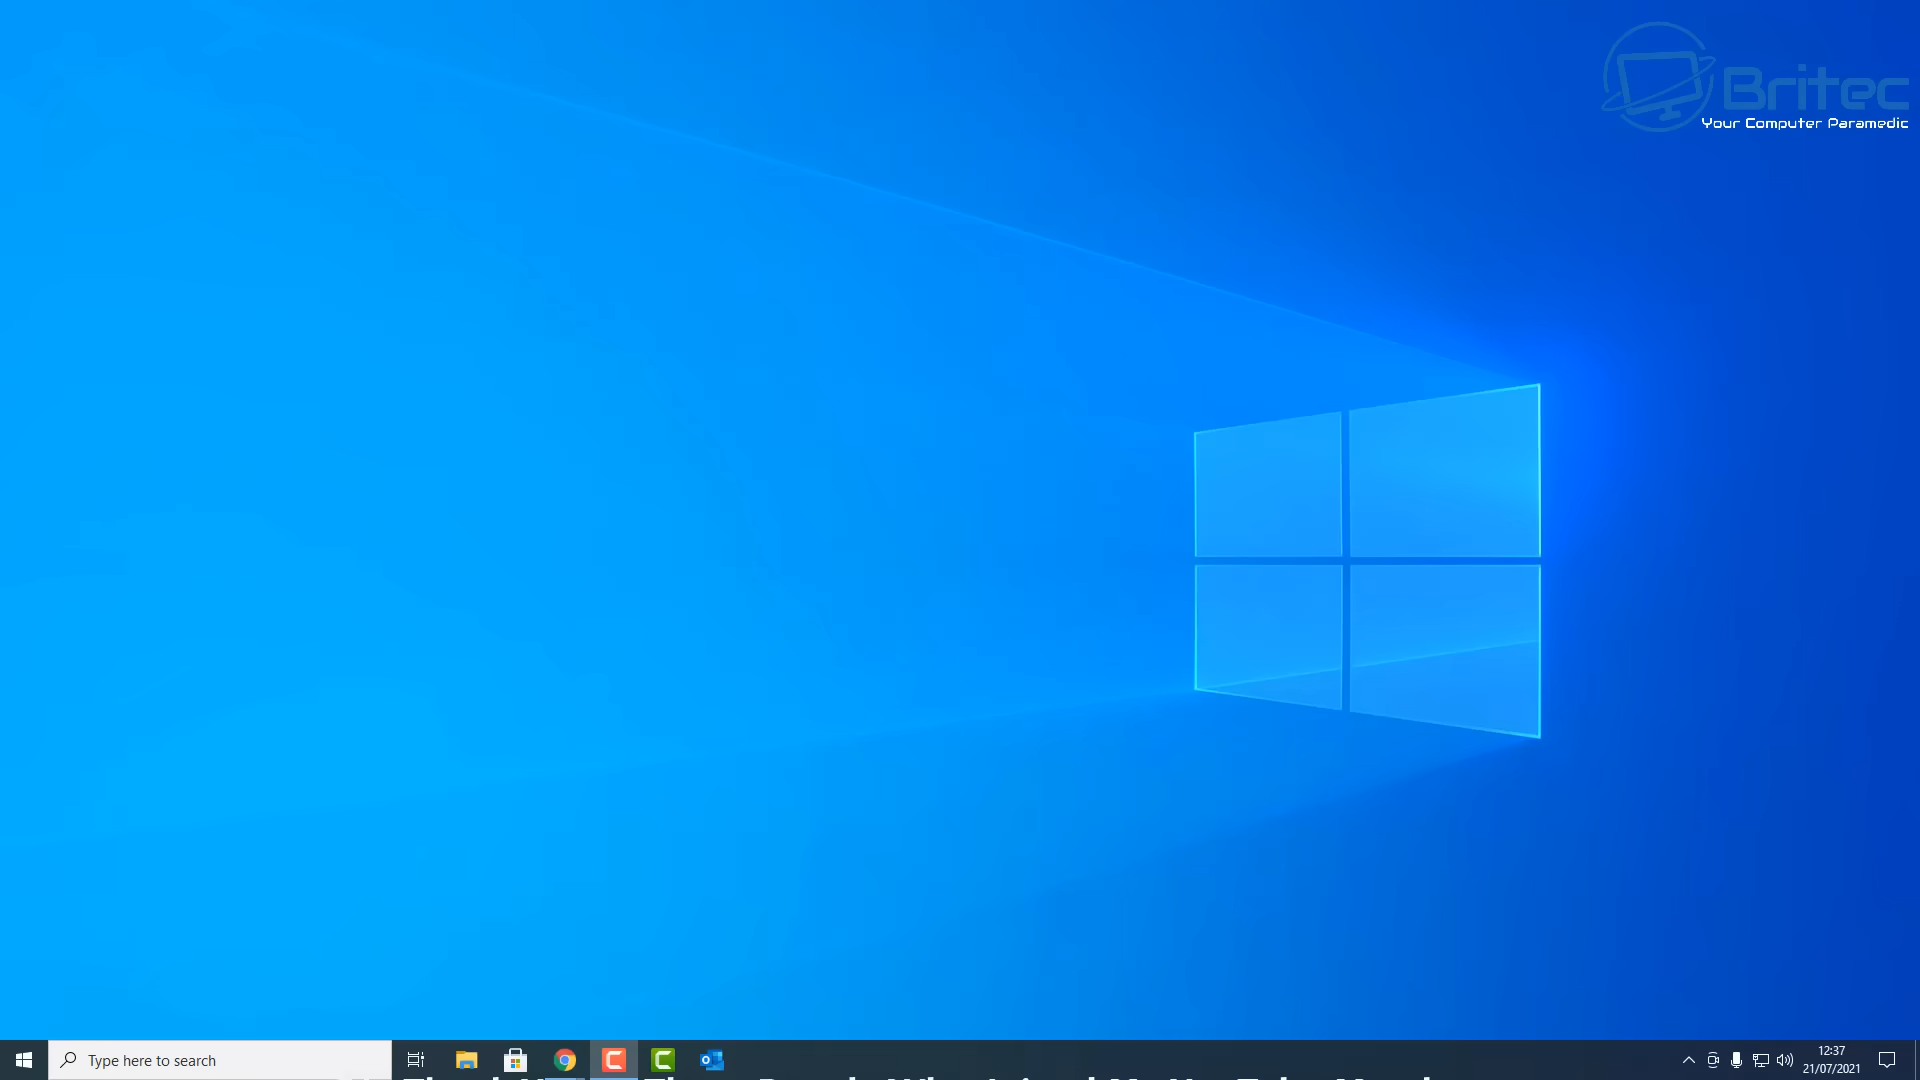 Britec
Your Computer Paramedic
Type here to search
12:37
21/07/2021